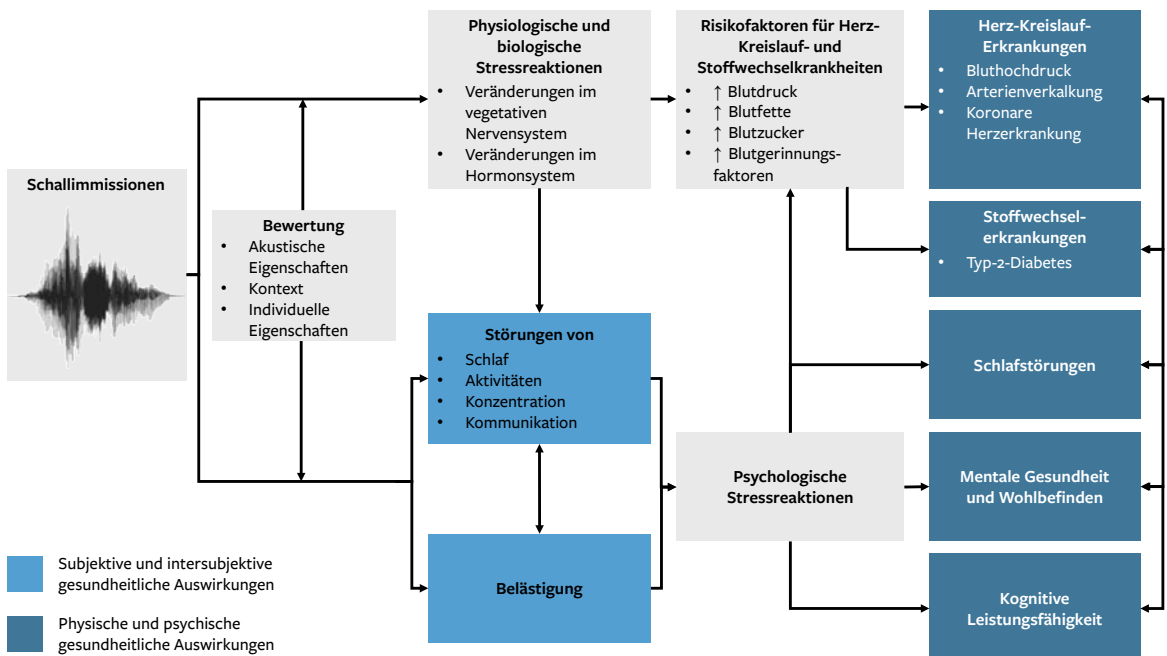 Schallimmissionen
Bewertung
• Akustische
Eigenschaften
• Kontext
• Individuelle
Eigenschaften
Physiologische und
biologische
Stressreaktionen
• Veränderungen im
vegetativen
Nervensystem
• Veränderungen im
Hormonsystem
Störungen von
• Schlaf
• Aktivitäten
• Konzentration
• Kommunikation
Belästigung
Risikofaktoren für Herz-
Kreislauf- und
Stoffwechselkrankheiten
• ↑ Blutdruck
• ↑ Blutfette
• ↑ Blutzucker
• ↑ Blutgerinnungs-
faktoren
Psychologische
Stressreaktionen
Herz-Kreislauf-
Erkrankungen
• Bluthochdruck
• Arterienverkalkung
• Koronare
Herzerkrankung
Stoffwechsel-
erkrankungen
• Typ-2-Diabetes
Schlafstörungen
Mentale Gesundheit
und Wohlbefinden
Kognitive
Leistungsfähigkeit
Subjektive und intersubjektive
gesundheitliche Auswirkungen
Physische und psychische
gesundheitliche Auswirkungen